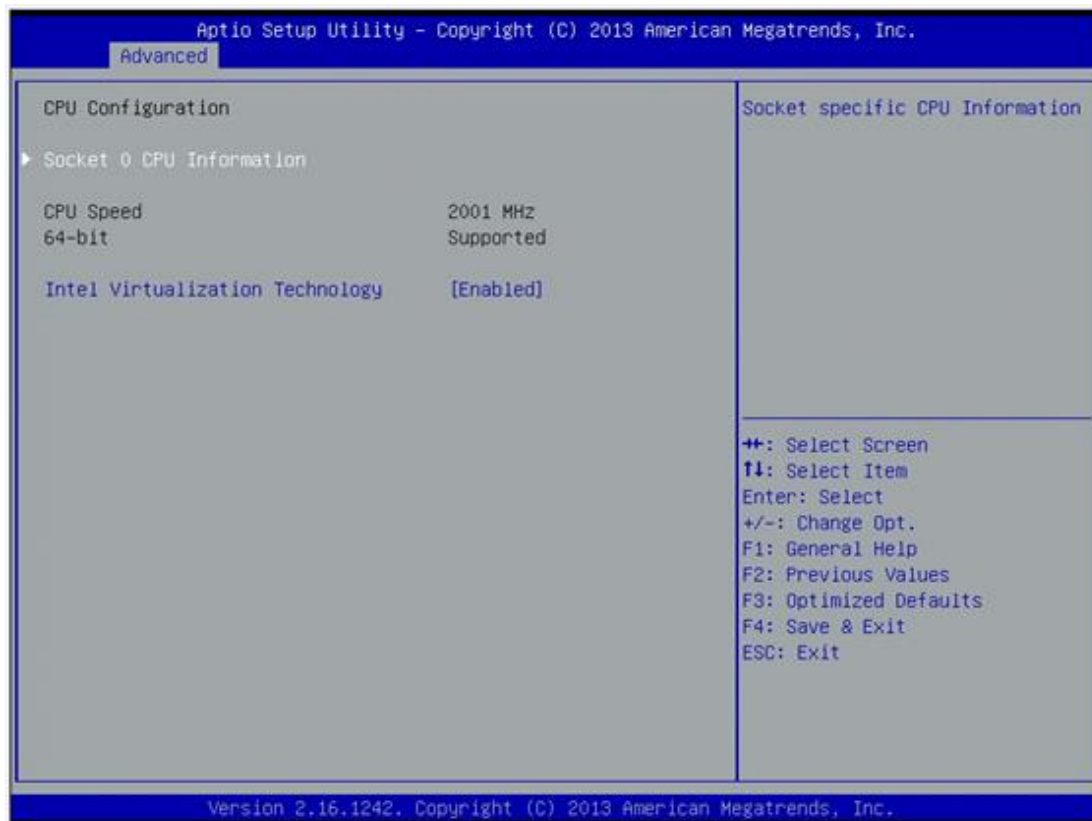 Aptio Setup Utility - Copyright (C) 2013 American Megatrends, Inc.
Advanced
CPU Configuration
Socket 0 CPU Information
CPU Speed 2001 MHz
64-bit Supported
Intel Virtualization Technology [Enabled]
Socket specific CPU Information
→←: Select Screen
↑↓: Select Item
Enter: Select
+/-: Change Opt.
F1: General Help
F2: Previous Values
F3: Optimized Defaults
F4: Save & Exit
ESC: Exit
Version 2.16.1242. Copyright (C) 2013 American Megatrends, Inc.